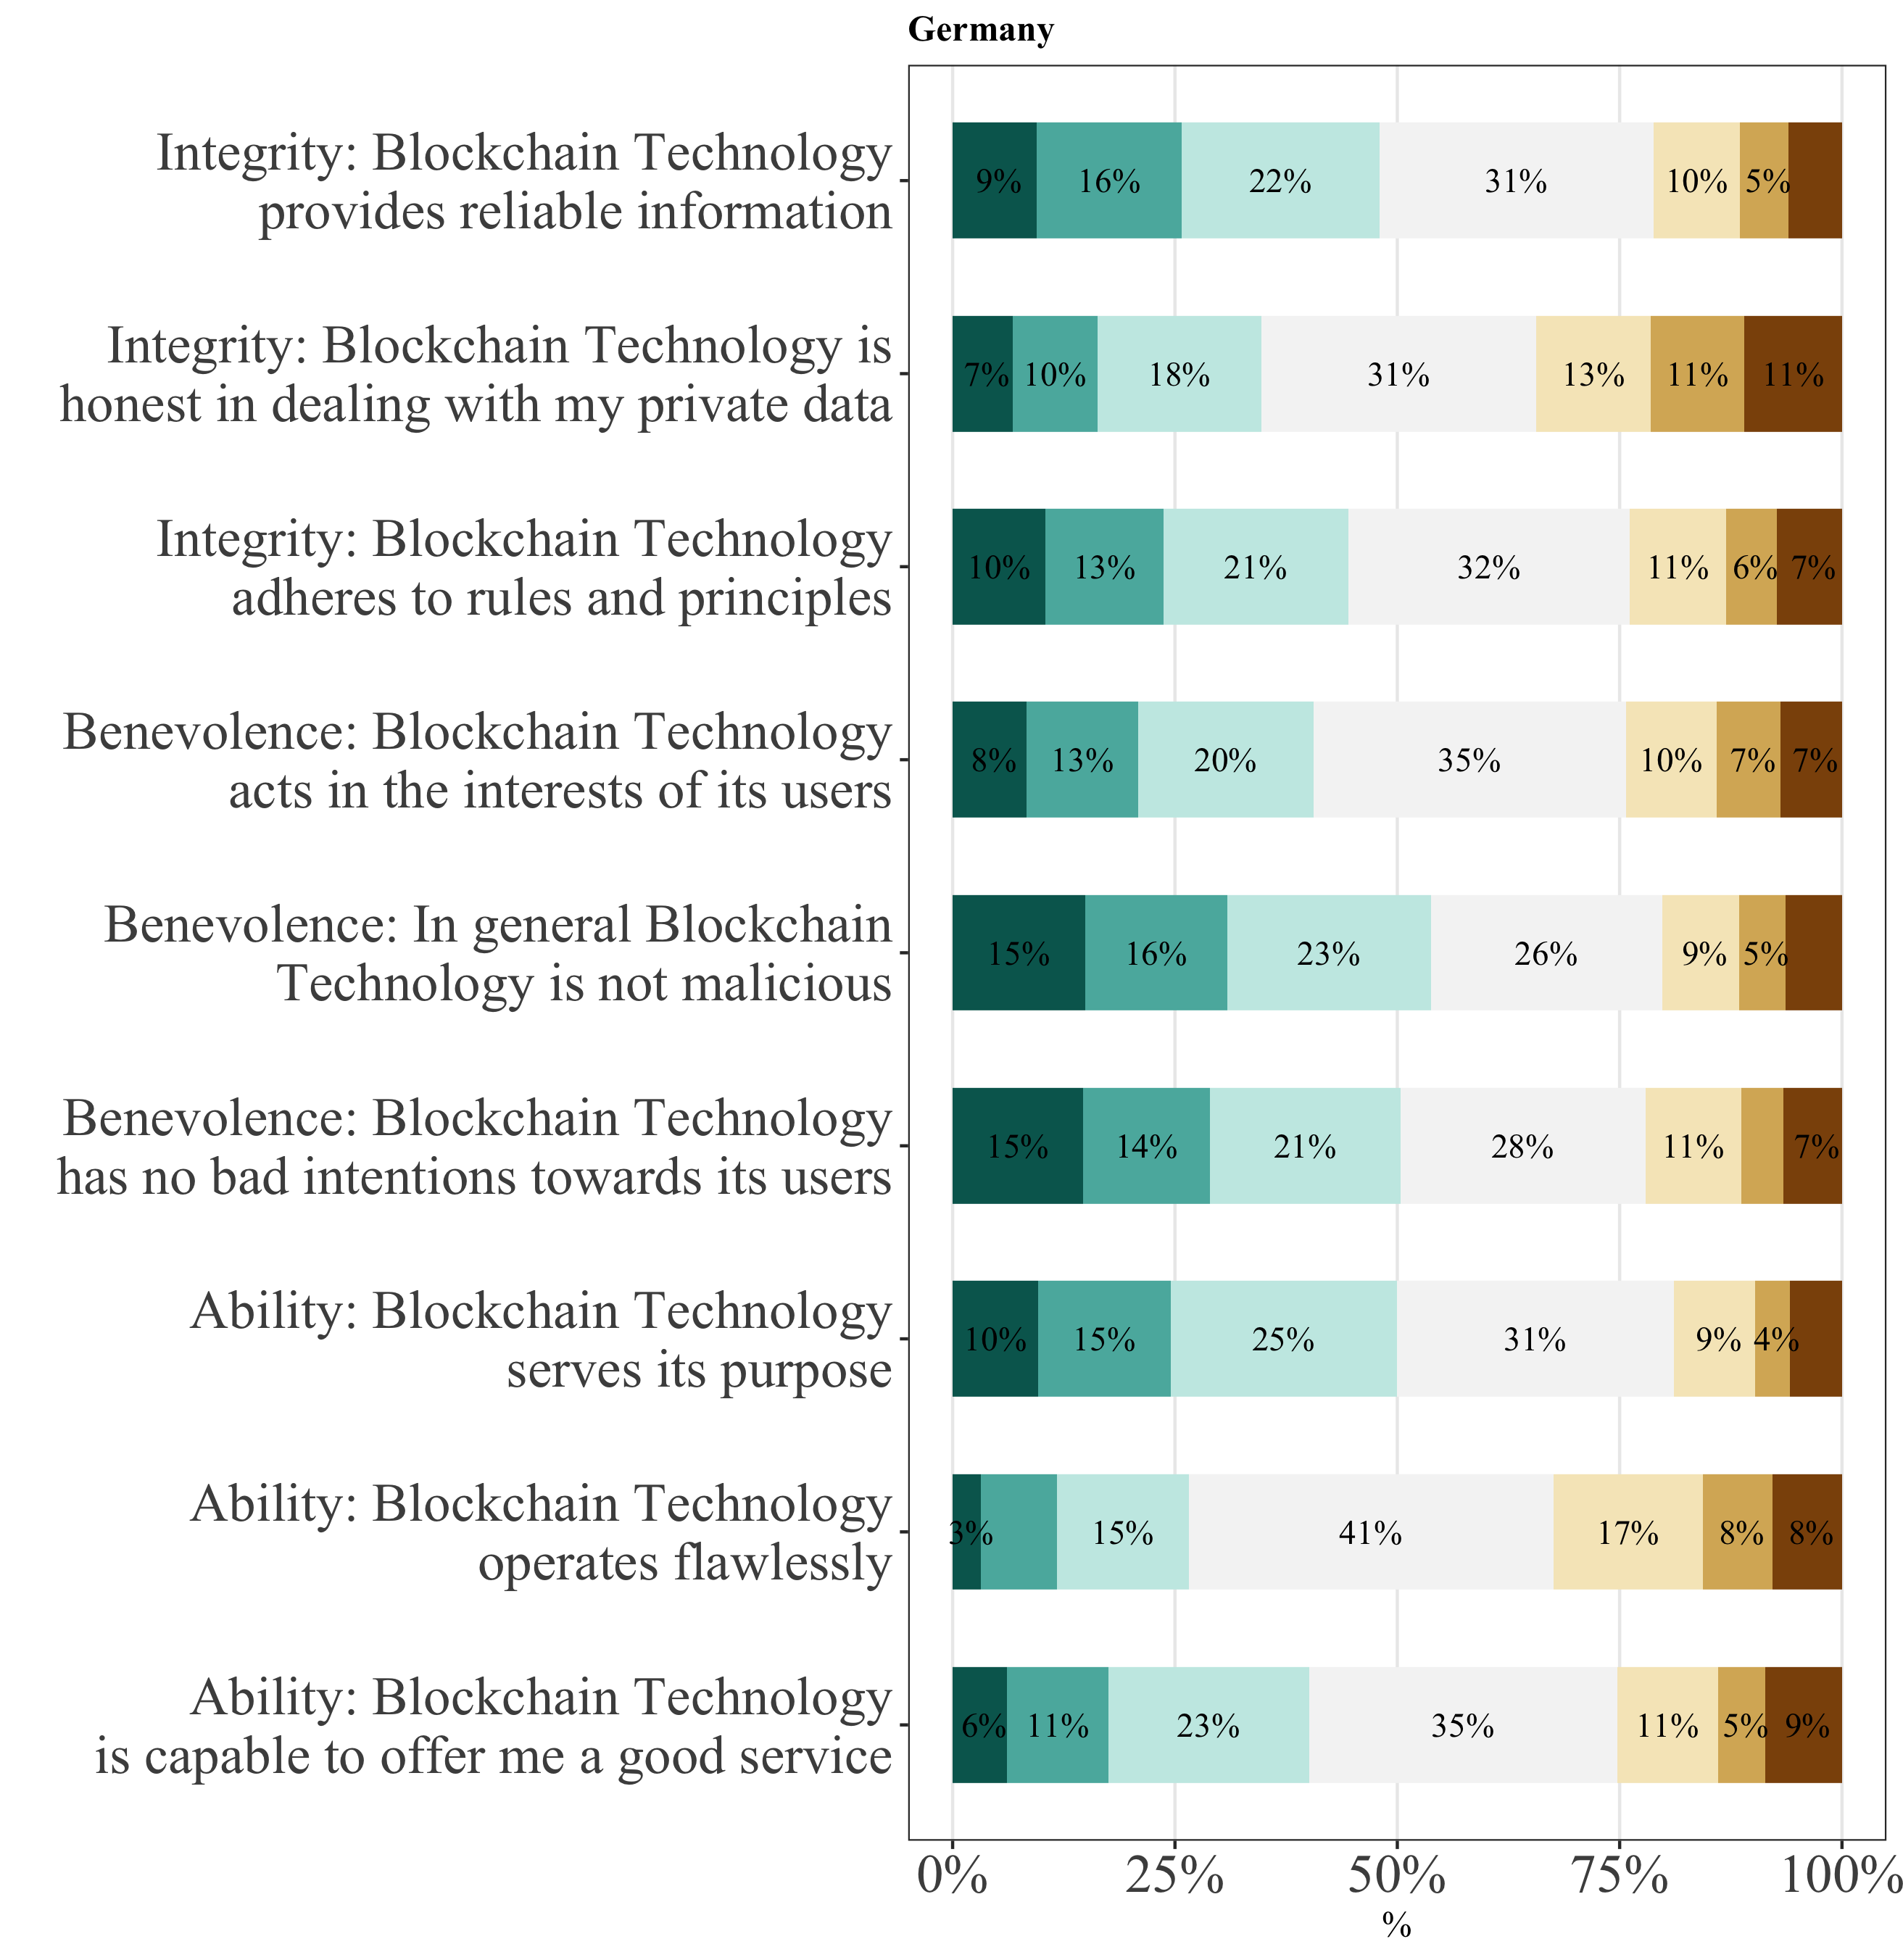 Germany
Integrity: Blockchain Technology
provides reliable information
9% 16% 22% 31% 10% 5%
Integrity: Blockchain Technology is
honest in dealing with my private data
7% 10% 18% 31% 13% 11% 11%
Integrity: Blockchain Technology
adheres to rules and principles
10% 13% 21% 32% 11% 6% 7%
Benevolence: Blockchain Technology
acts in the interests of its users
8% 13% 20% 35% 10% 7% 7%
Benevolence: In general Blockchain
Technology is not malicious
15% 16% 23% 26% 9% 5%
Benevolence: Blockchain Technology
has no bad intentions towards its users
15% 14% 21% 28% 11% 7%
Ability: Blockchain Technology
serves its purpose
10% 15% 25% 31% 9% 4%
Ability: Blockchain Technology
operates flawlessly
3% 15% 41% 17% 8% 8%
Ability: Blockchain Technology
is capable to offer me a good service
6% 11% 23% 35% 11% 5% 9%
0% 25% 50% 75% 100%
%